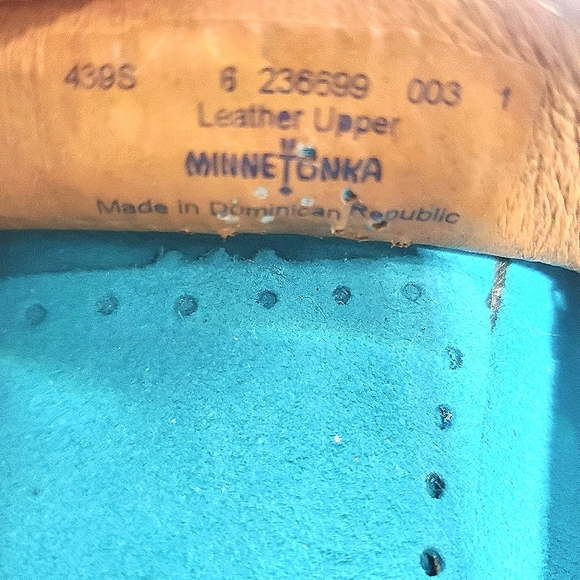 439S 6 236699 003 1
Leather Upper
MINNETONKA
Made in Dominican Republic